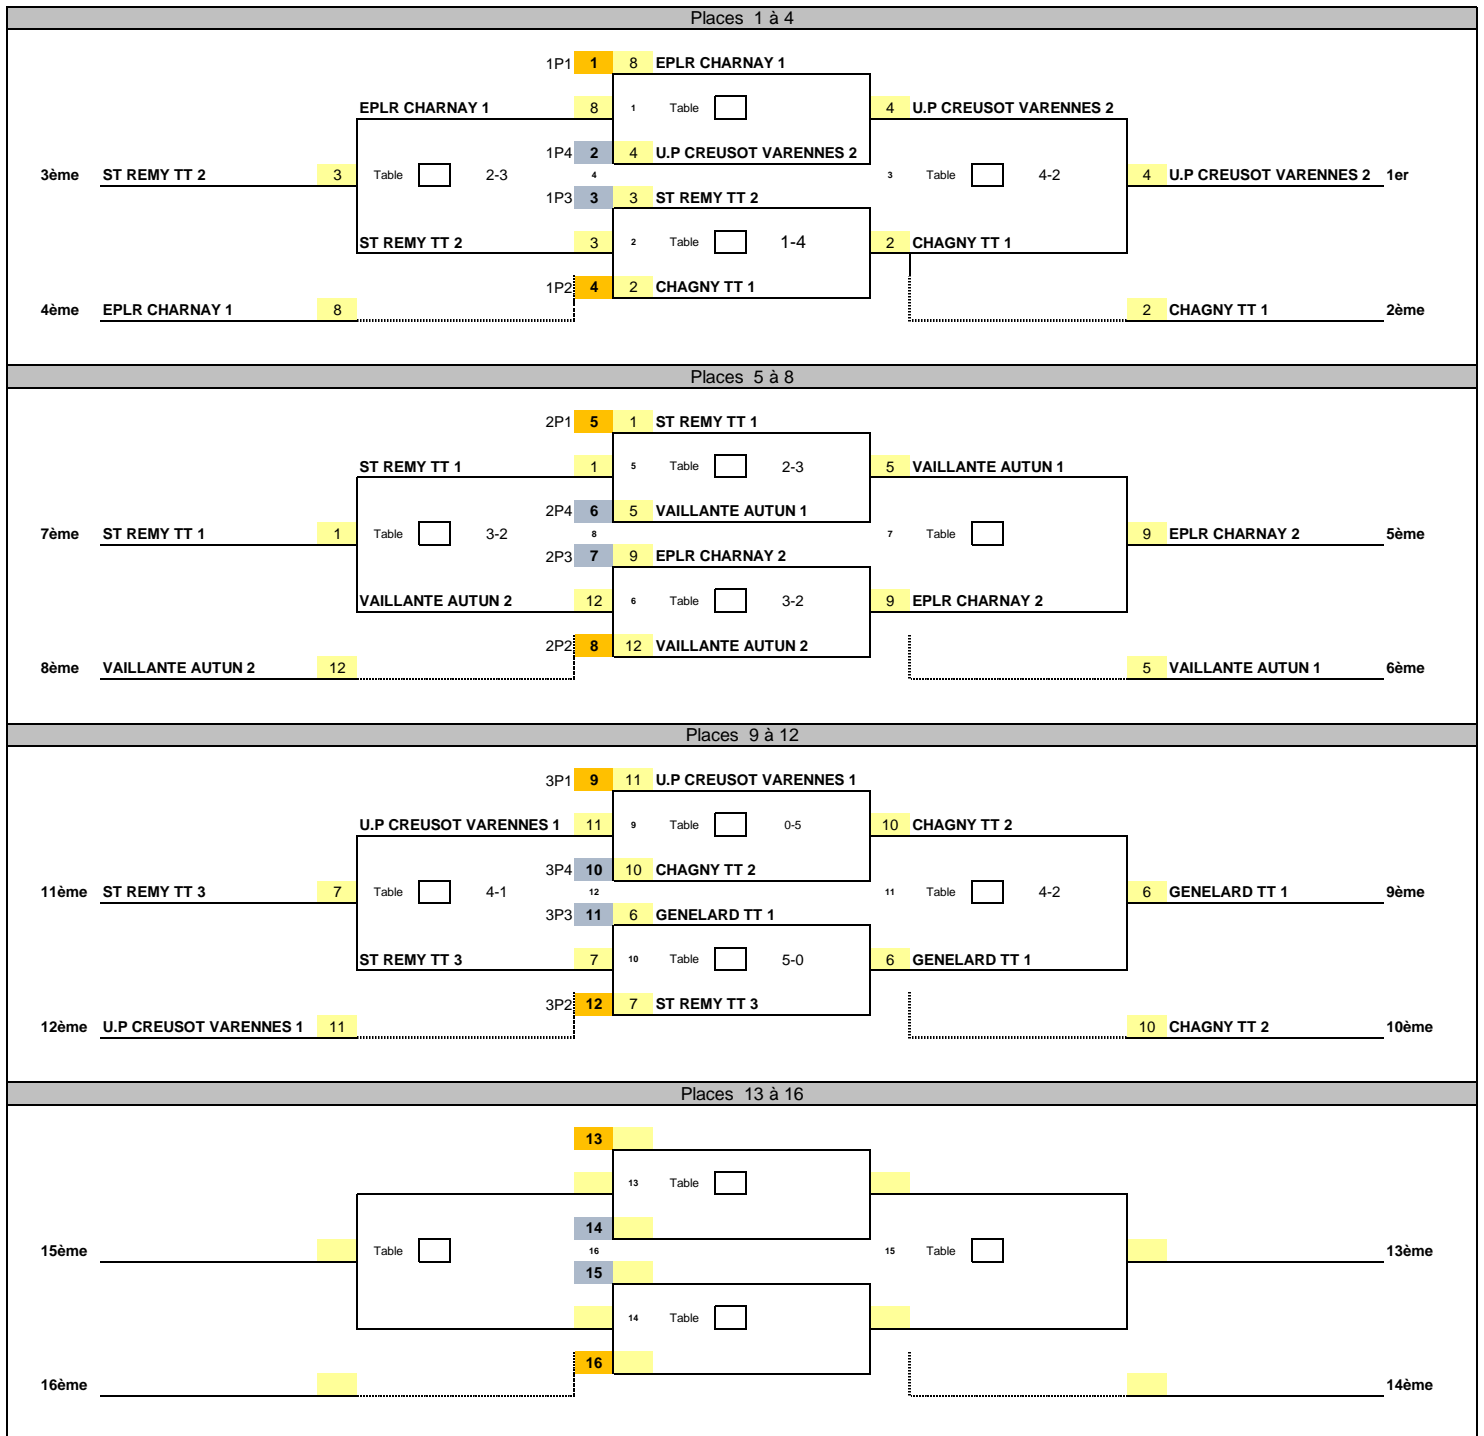 Places 1 à 4
1P1 1 8 EPLR CHARNAY 1
EPLR CHARNAY 1 8 1 Table 4 U.P CREUSOT VARENNES 2
1P4 2 4 U.P CREUSOT VARENNES 2
3ème ST REMY TT 2 3 Table 2-3 4 3 Table 4-2 4 U.P CREUSOT VARENNES 2 1er
1P3 3 3 ST REMY TT 2
ST REMY TT 2 3 2 Table 1-4 2 CHAGNY TT 1
1P2 4 2 CHAGNY TT 1
4ème EPLR CHARNAY 1 8 2 CHAGNY TT 1 2ème
Places 5 à 8
2P1 5 1 ST REMY TT 1
ST REMY TT 1 1 5 Table 2-3 5 VAILLANTE AUTUN 1
2P4 6 5 VAILLANTE AUTUN 1
7ème ST REMY TT 1 1 Table 3-2 8 7 Table 9 EPLR CHARNAY 2 5ème
2P3 7 9 EPLR CHARNAY 2
VAILLANTE AUTUN 2 12 6 Table 3-2 9 EPLR CHARNAY 2
2P2 8 12 VAILLANTE AUTUN 2
8ème VAILLANTE AUTUN 2 12 5 VAILLANTE AUTUN 1 6ème
Places 9 à 12
3P1 9 11 U.P CREUSOT VARENNES 1
U.P CREUSOT VARENNES 1 11 9 Table 0-5 10 CHAGNY TT 2
3P4 10 10 CHAGNY TT 2
11ème ST REMY TT 3 7 Table 4-1 12 11 Table 4-2 6 GENELARD TT 1 9ème
3P3 11 6 GENELARD TT 1
ST REMY TT 3 7 10 Table 5-0 6 GENELARD TT 1
3P2 12 7 ST REMY TT 3
12ème U.P CREUSOT VARENNES 1 11 10 CHAGNY TT 2 10ème
Places 13 à 16
13
13 Table
14
15ème Table 16 15 Table 13ème
15
14 Table
16
16ème 14ème